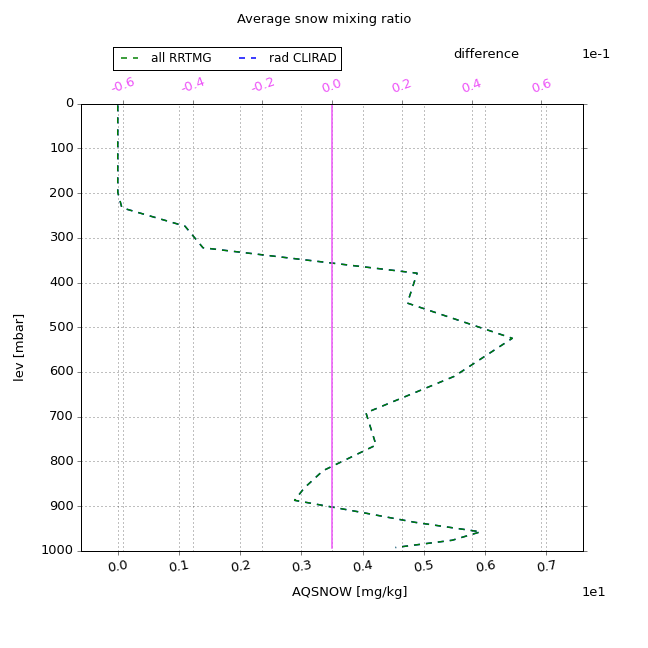 Average snow mixing ratio
all RRTMG rad CLIRAD difference 1e-1
-0.6 -0.4 -0.2 0.0 0.2 0.4 0.6
0
100
200
300
400
500
600
700
800
900
1000
lev [mbar]
0.0 0.1 0.2 0.3 0.4 0.5 0.6 0.7
AQSNOW [mg/kg] 1e1